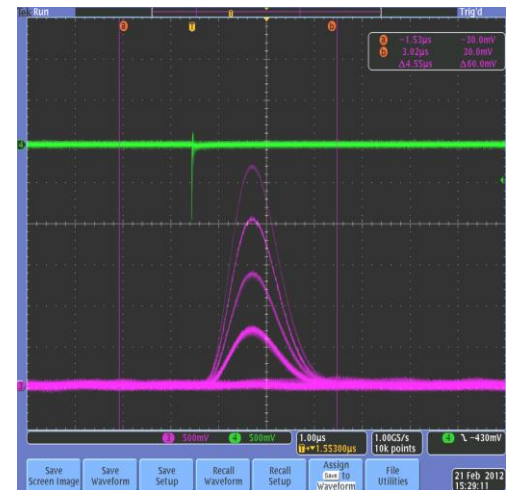 Tek Run Trig'd
a b
T
a -1.53µs -30.0mV
b 3.02µs 30.0mV
Δ4.55µs Δ60.0mV
4
3 500mV 4 500mV 1.00µs 1.00GS/s 4 -430mV
1.55300µs 10k points
Save Screen Image
Save Waveform
Save Setup
Recall Waveform
Recall Setup
Assign Save to Waveform
File Utilities
21 Feb 2012
15:29:11